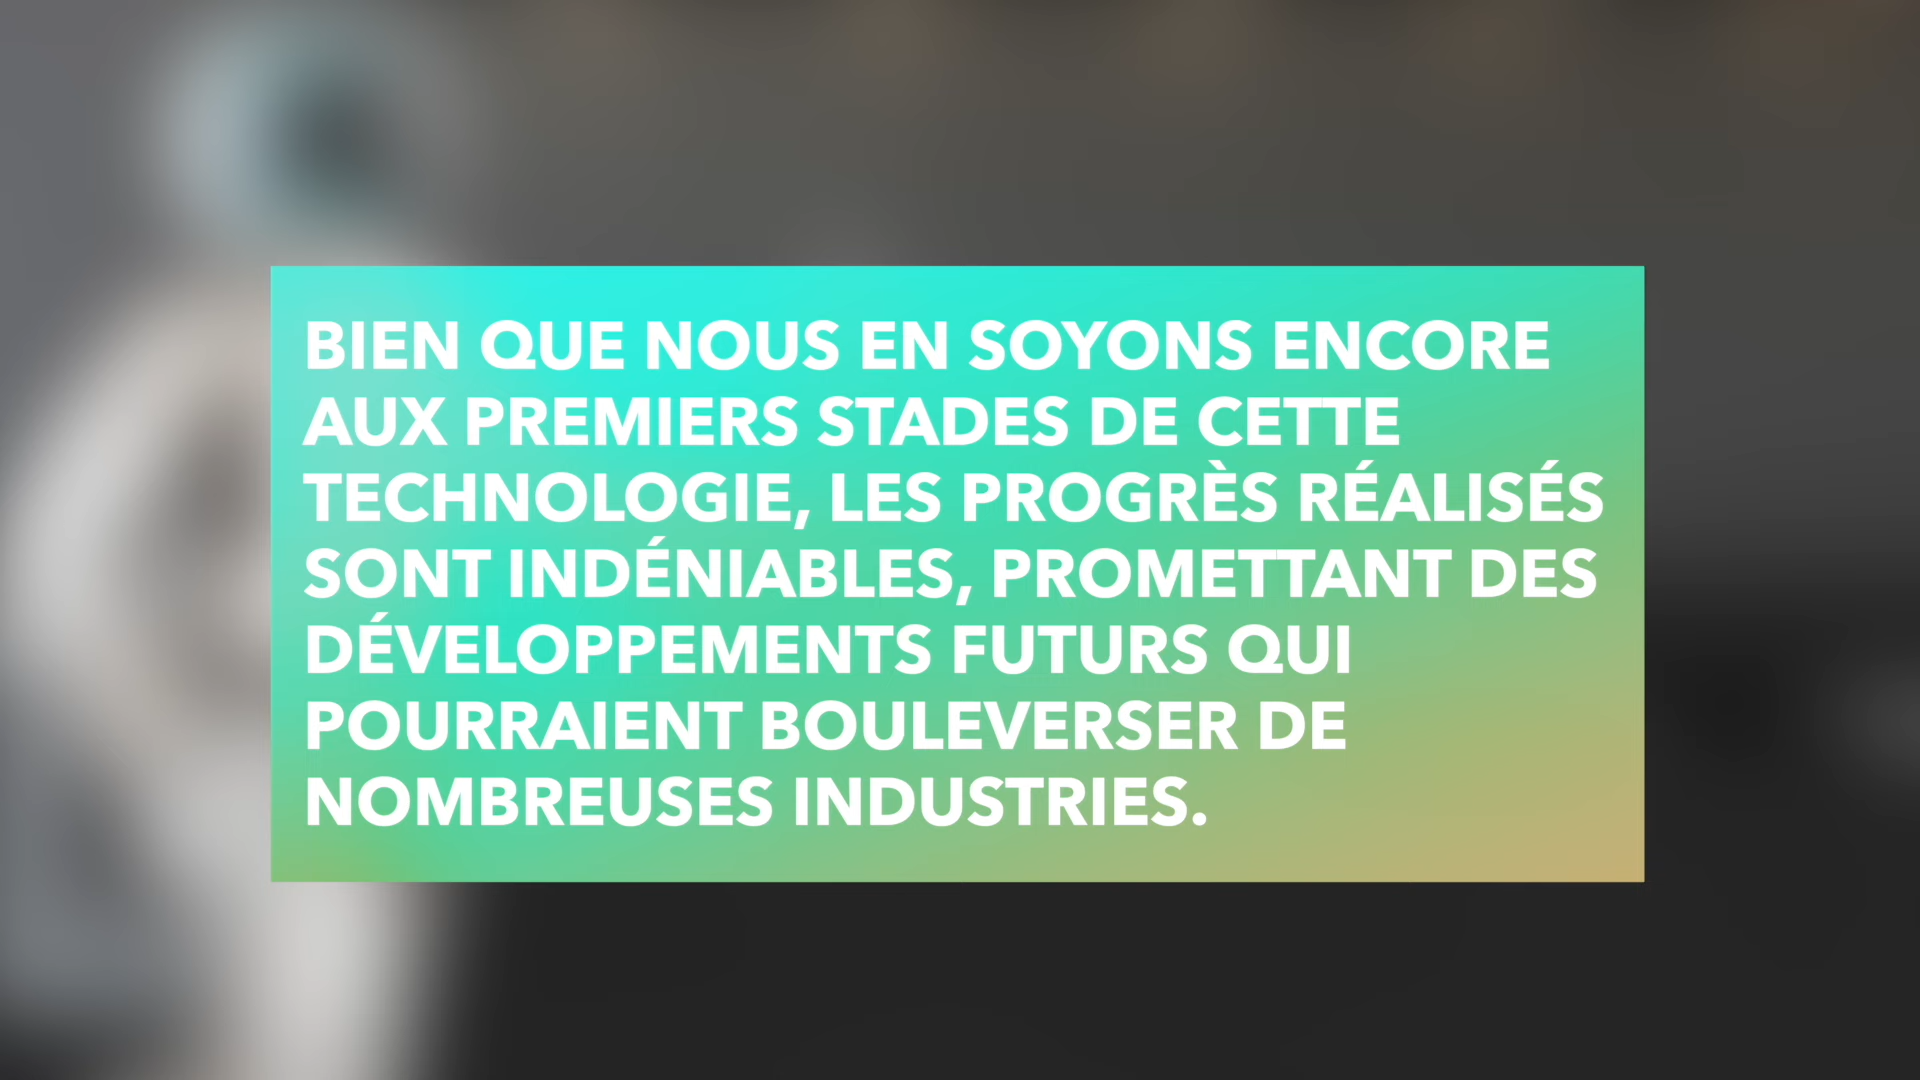 BIEN QUE NOUS EN SOYONS ENCORE
AUX PREMIERS STADES DE CETTE
TECHNOLOGIE, LES PROGRÈS RÉALISÉS
SONT INDÉNIABLES, PROMETTANT DES
DÉVELOPPEMENTS FUTURS QUI
POURRAIENT BOULEVERSER DE
NOMBREUSES INDUSTRIES.